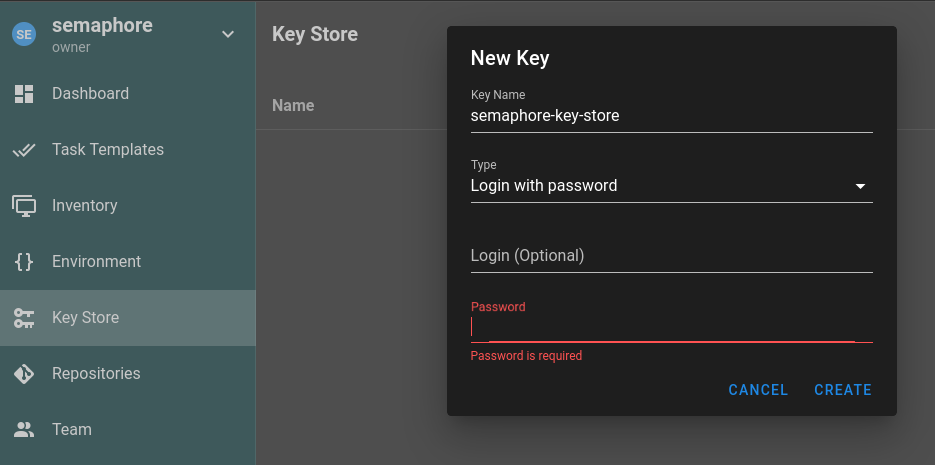 SE
semaphore
owner
Dashboard
Task Templates
Inventory
Environment
Key Store
Repositories
Team
Key Store
Name
New Key
Key Name
semaphore-key-store
Type
Login with password
Login (Optional)
Password
Password is required
CANCEL CREATE